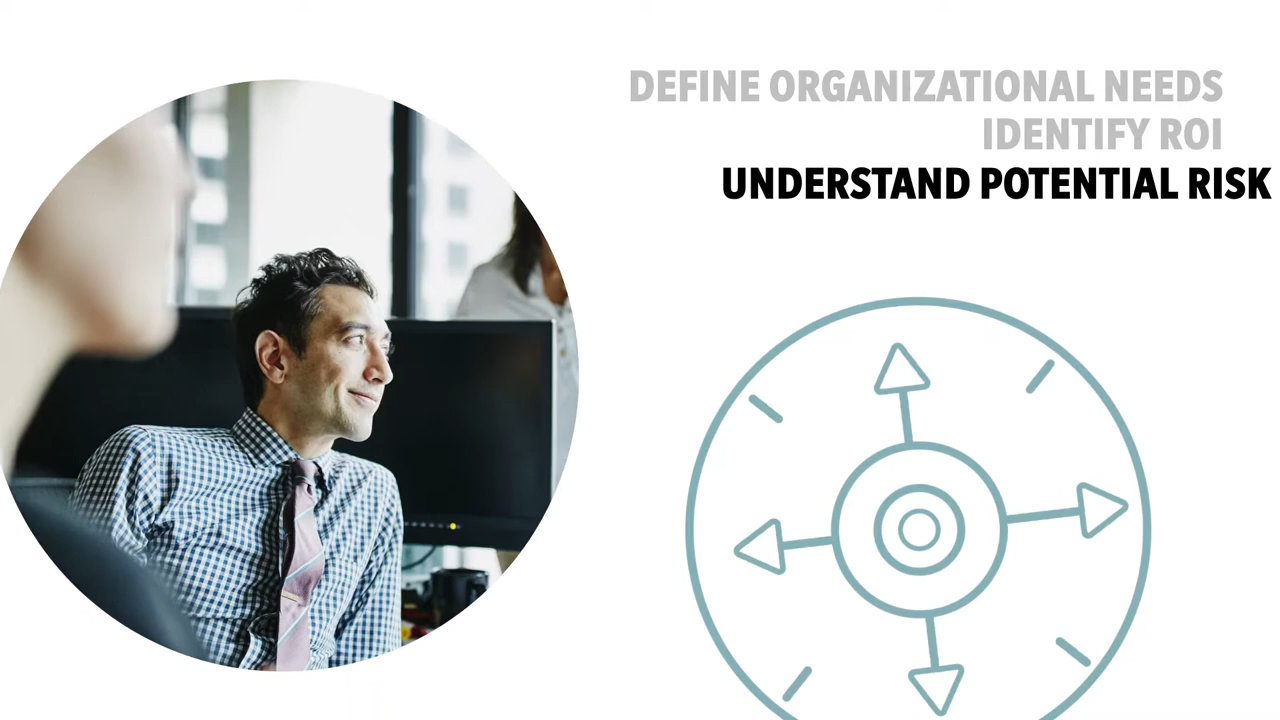 DEFINE ORGANIZATIONAL NEEDS
IDENTIFY ROI
UNDERSTAND POTENTIAL RISK